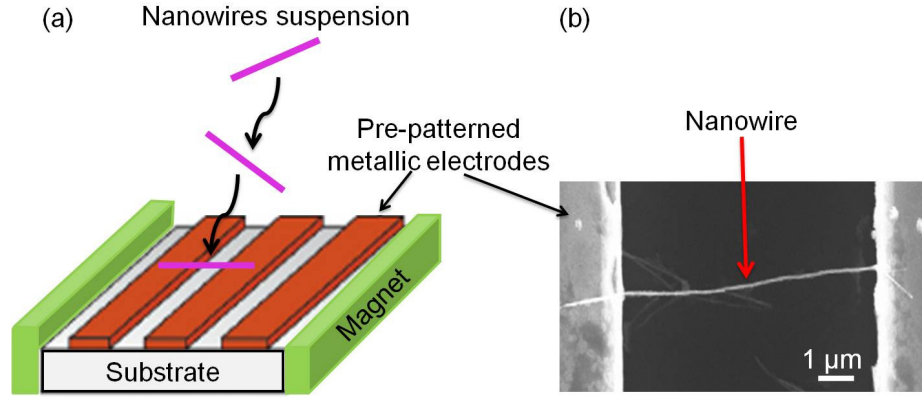 (a)
Nanowires suspension
Pre-patterned
metallic electrodes
Magnet
Substrate
(b)
Nanowire
1 µm